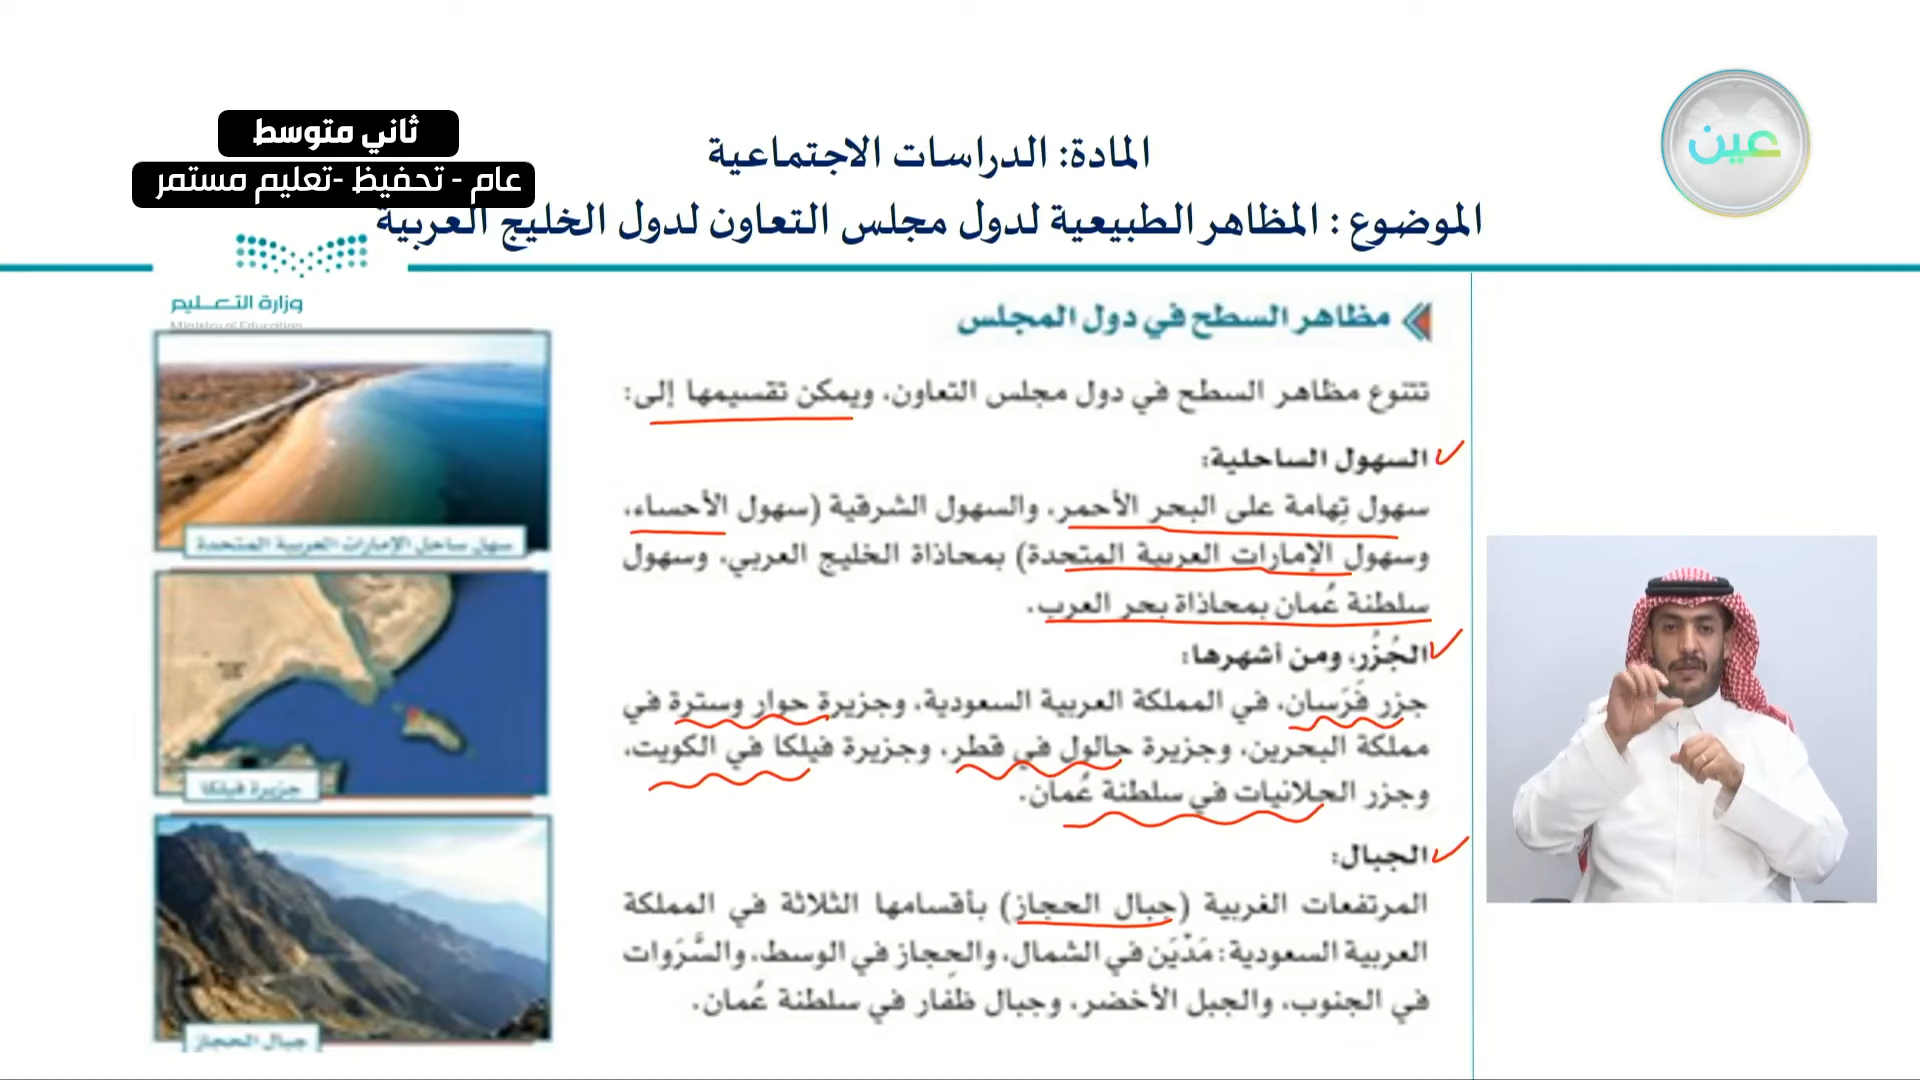 عين
ثاني متوسط
عام - تحفيظ -تعليم مستمر
المادة: الدراسات الاجتماعية
الموضوع : المظاهر الطبيعية لدول مجلس التعاون لدول الخليج العربية
وزارة التعليم
Ministry of Education
مظاهر السطح في دول المجلس
تتنوع مظاهر السطح في دول مجلس التعاون، ويمكن تقسيمها إلى:
السهول الساحلية:
سهول تِهامة على البحر الأحمر، والسهول الشرقية (سهول الأحساء،
وسهول الإمارات العربية المتحدة) بمحاذاة الخليج العربي، وسهول
سلطنة عُمان بمحاذاة بحر العرب.
الجُزُر، ومن أشهرها:
جزر فَرَسان، في المملكة العربية السعودية، وجزيرة حوار وسترة في
مملكة البحرين، وجزيرة حالول في قطر، وجزيرة فيلكا في الكويت،
وجزر الحلانيات في سلطنة عُمان.
الجبال:
المرتفعات الغربية (جبال الحجاز) بأقسامها الثلاثة في المملكة
العربية السعودية: مَدْيَن في الشمال، والحِجاز في الوسط، والسَّرَوات
في الجنوب، والجبل الأخضر، وجبال ظفار في سلطنة عُمان.
سهل ساحل الإمارات العربية المتحدة
جزيرة فيلكا
جبال الحجاز